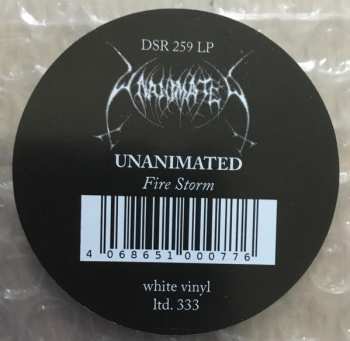 DSR 259 LP
UNANIMATED
UNANIMATED
Fire Storm
4 068651 000776
white vinyl
ltd. 333